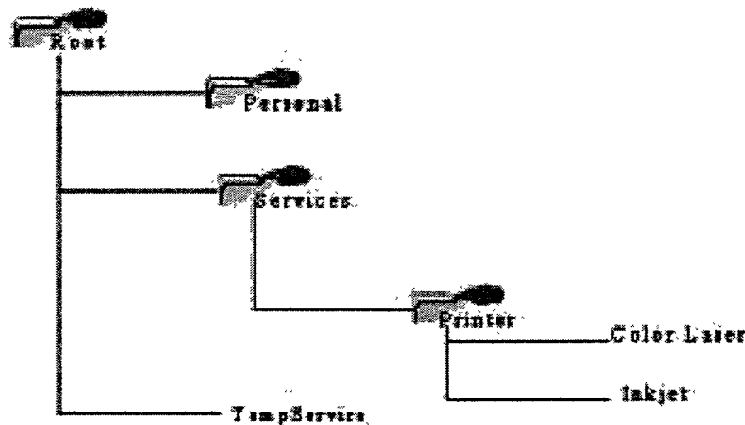 Root
Personal
Services
Printer
Color Laser
Inkjet
TempService